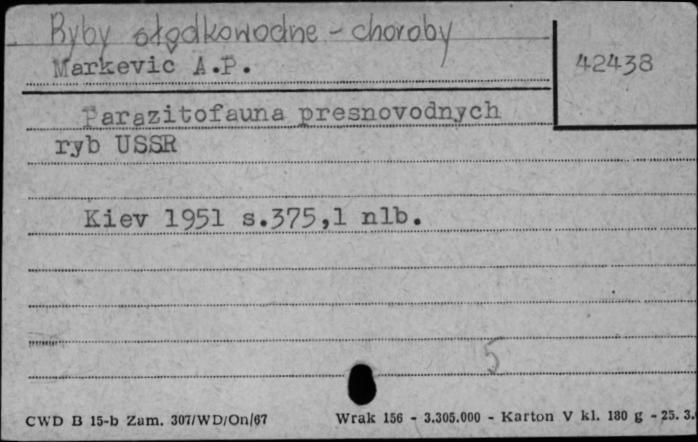 Ryby słodkowodne - choroby
Markevic A.P.
42438
Parazitofauna presnovodnych
ryb USSR
Kiev 1951 s.375,1 nlb.
5
CWD B 15-b Zam. 307/WD/On/67 Wrak 156 - 3.305.000 - Karton V kl. 180 g - 25. 3.